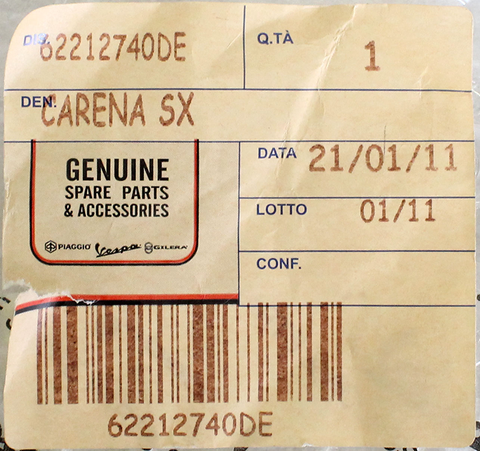 DIS. 62212740DE
Q.TÀ 1
DEN. CARENA SX
GENUINE
SPARE PARTS
& ACCESSORIES
PIAGGIO Vespa GILERA
DATA 21/01/11
LOTTO 01/11
CONF.
62212740DE